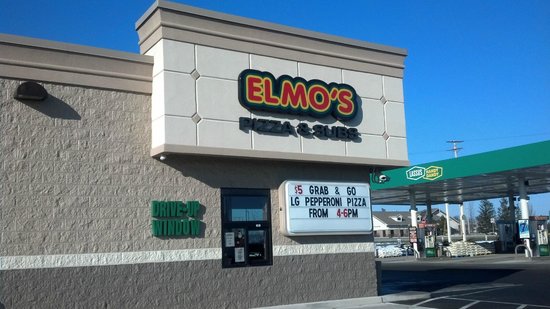 ELMO'S
PIZZA & SUBS
DRIVE-UP
WINDOW
$5 GRAB & GO
LG PEPPERONI PIZZA
FROM 4-6PM